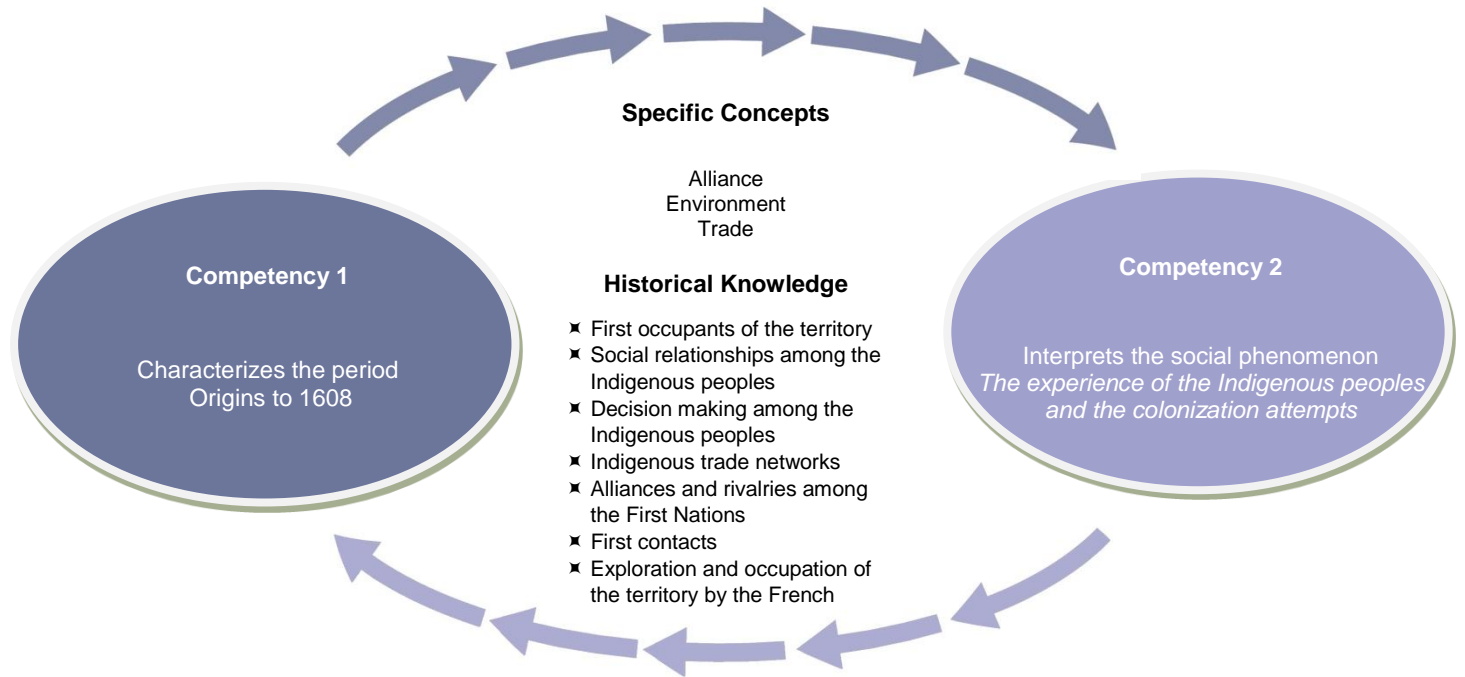 Specific Concepts
Alliance
Environment
Trade
Competency 1
Characterizes the period
Origins to 1608
Historical Knowledge
First occupants of the territory
Social relationships among the
Indigenous peoples
Decision making among the
Indigenous peoples
Indigenous trade networks
Alliances and rivalries among
the First Nations
First contacts
Exploration and occupation of
the territory by the French
Competency 2
Interprets the social phenomenon
The experience of the Indigenous peoples
and the colonization attempts